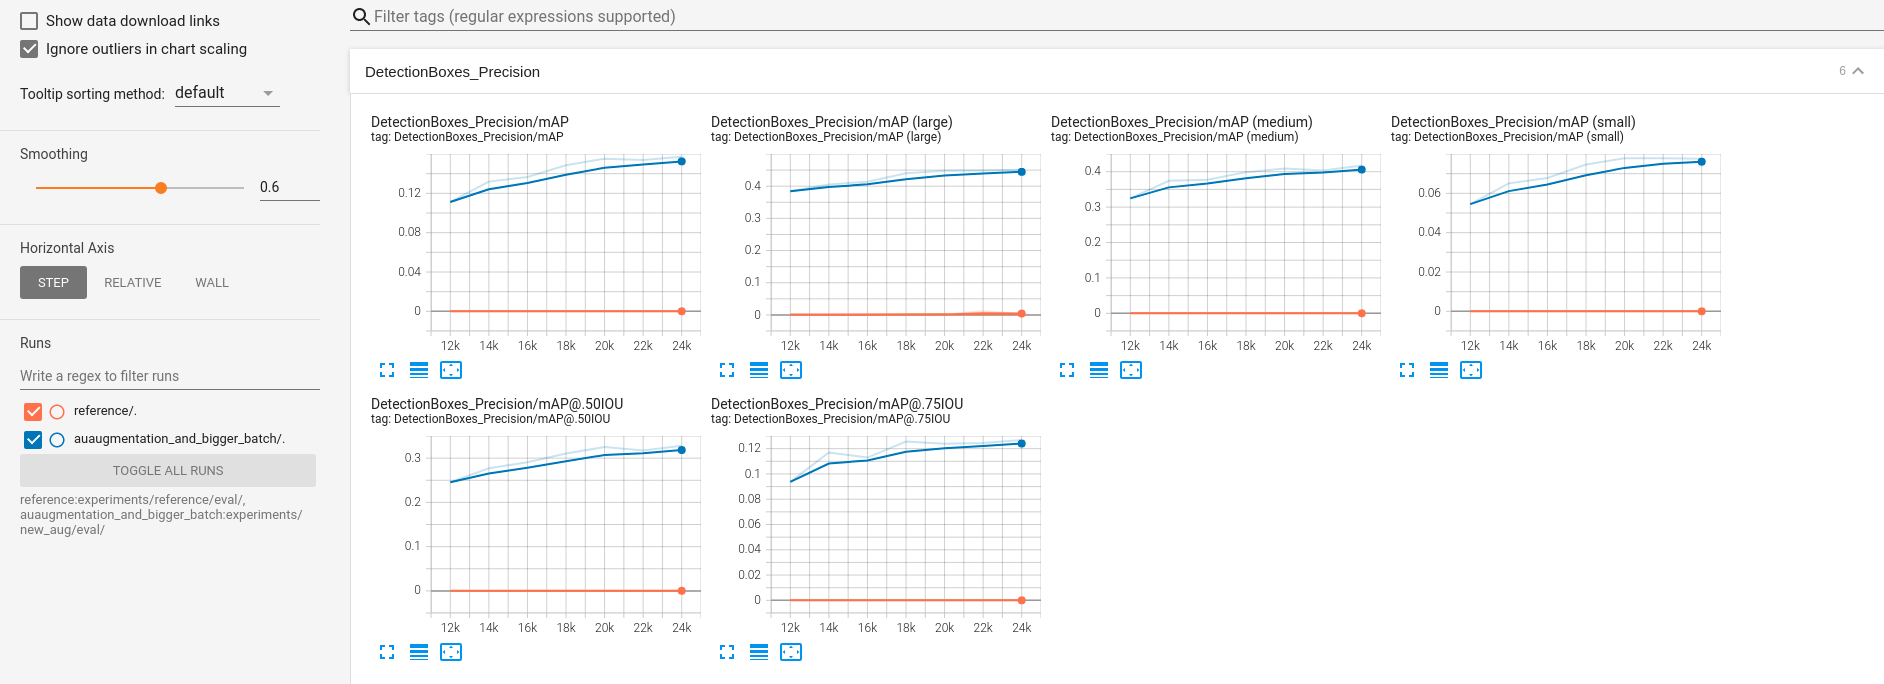 Show data download links
Ignore outliers in chart scaling
Tooltip sorting method: default
Smoothing
0.6
Horizontal Axis
STEP RELATIVE WALL
Runs
Write a regex to filter runs
reference/.
auaugmentation_and_bigger_batch/.
TOGGLE ALL RUNS
reference:experiments/reference/eval/,
auaugmentation_and_bigger_batch:experiments/
new_aug/eval/
Filter tags (regular expressions supported)
DetectionBoxes_Precision
6
DetectionBoxes_Precision/mAP
tag: DetectionBoxes_Precision/mAP
0.12
0.08
0.04
0
12k 14k 16k 18k 20k 22k 24k
DetectionBoxes_Precision/mAP (large)
tag: DetectionBoxes_Precision/mAP (large)
0.4
0.3
0.2
0.1
0
12k 14k 16k 18k 20k 22k 24k
DetectionBoxes_Precision/mAP (medium)
tag: DetectionBoxes_Precision/mAP (medium)
0.4
0.3
0.2
0.1
0
12k 14k 16k 18k 20k 22k 24k
DetectionBoxes_Precision/mAP (small)
tag: DetectionBoxes_Precision/mAP (small)
0.06
0.04
0.02
0
12k 14k 16k 18k 20k 22k 24k
DetectionBoxes_Precision/mAP@.50IOU
tag: DetectionBoxes_Precision/mAP@.50IOU
0.3
0.2
0.1
0
12k 14k 16k 18k 20k 22k 24k
DetectionBoxes_Precision/mAP@.75IOU
tag: DetectionBoxes_Precision/mAP@.75IOU
0.12
0.1
0.08
0.06
0.04
0.02
0
12k 14k 16k 18k 20k 22k 24k